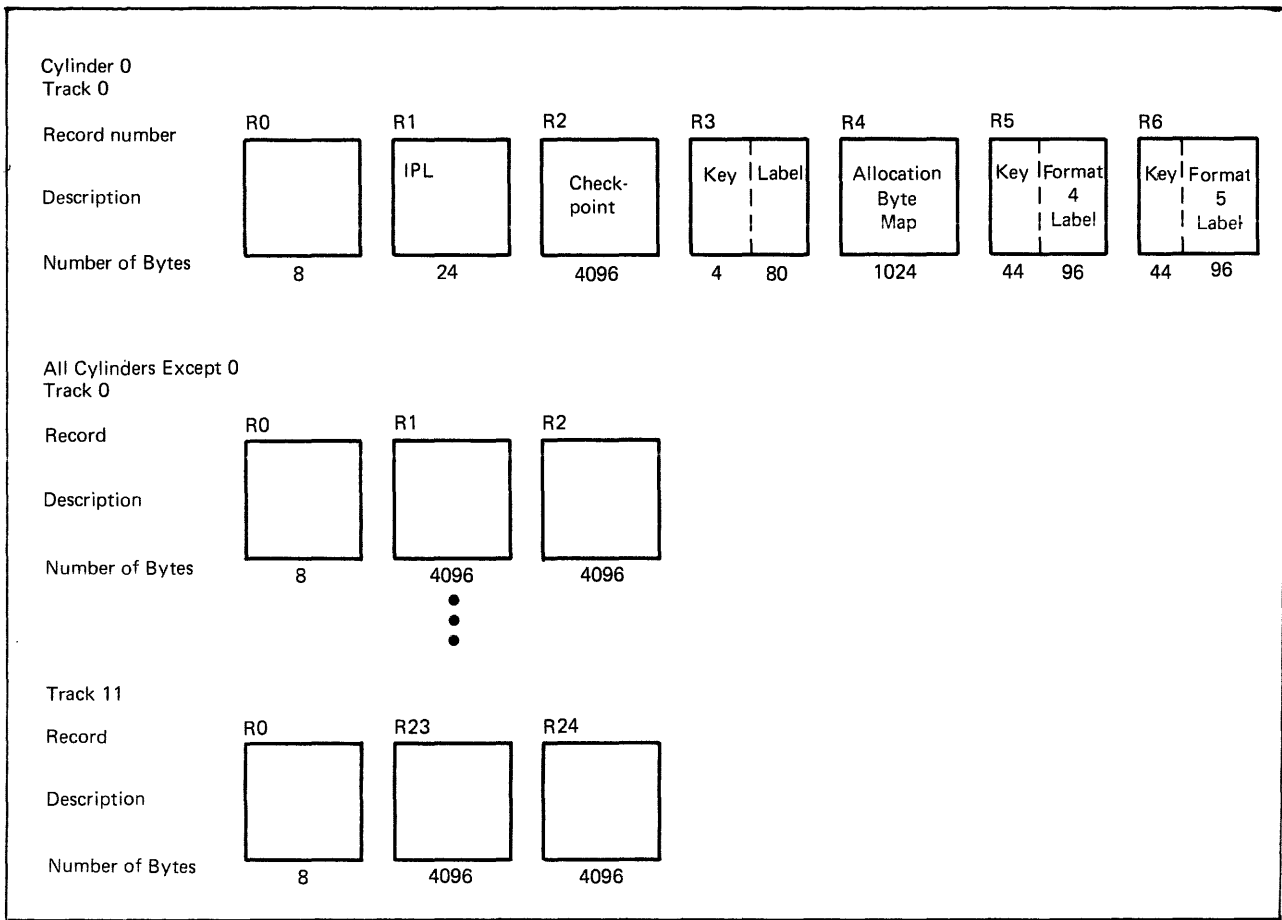 Cylinder 0
Track 0
Record number R0 R1 R2 R3 R4 R5 R6
Description IPL Check-
point Key Label Allocation
Byte
Map Key Format
4
Label Key Format
5
Label
Number of Bytes 8 24 4096 4 80 1024 44 96 44 96
All Cylinders Except 0
Track 0
Record R0 R1 R2
Description
Number of Bytes 8 4096 4096
Track 11
Record R0 R23 R24
Description
Number of Bytes 8 4096 4096